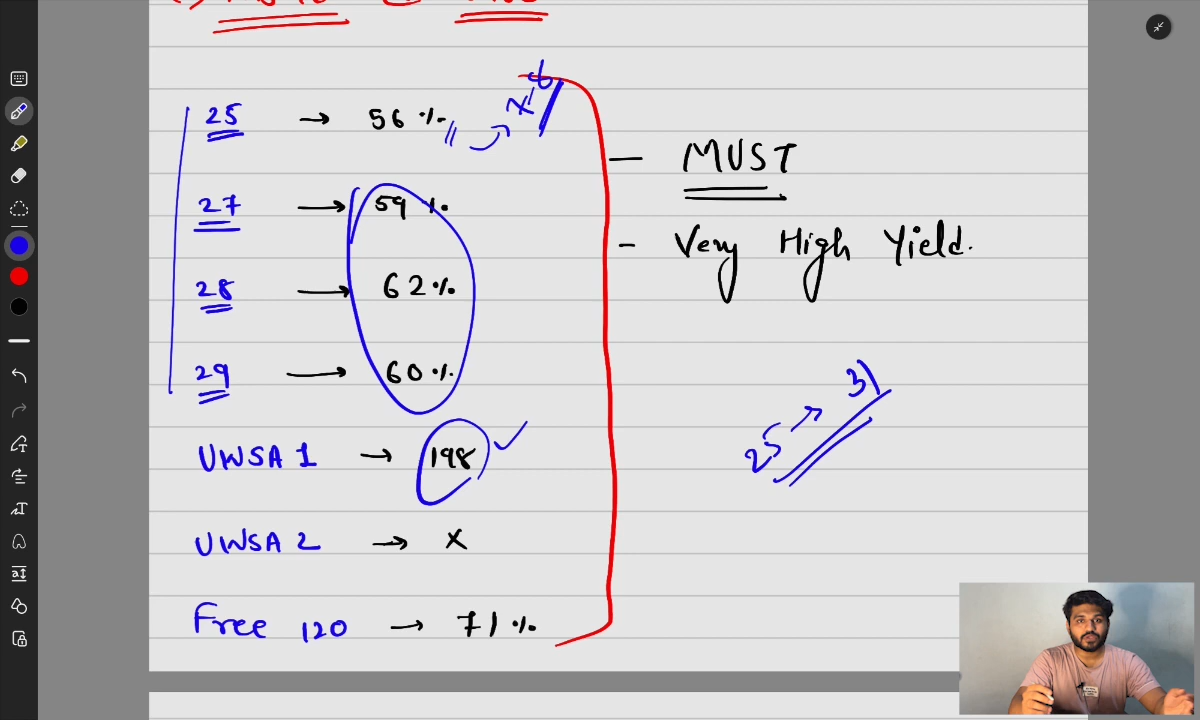 25 → 56 %
27 → 59 %
28 → 62 %
29 → 60 %
UWSA 1 → 198 ✓
UWSA 2 → X
Free 120 → 71 %
- MUST
- Very High Yield.
25 → 31